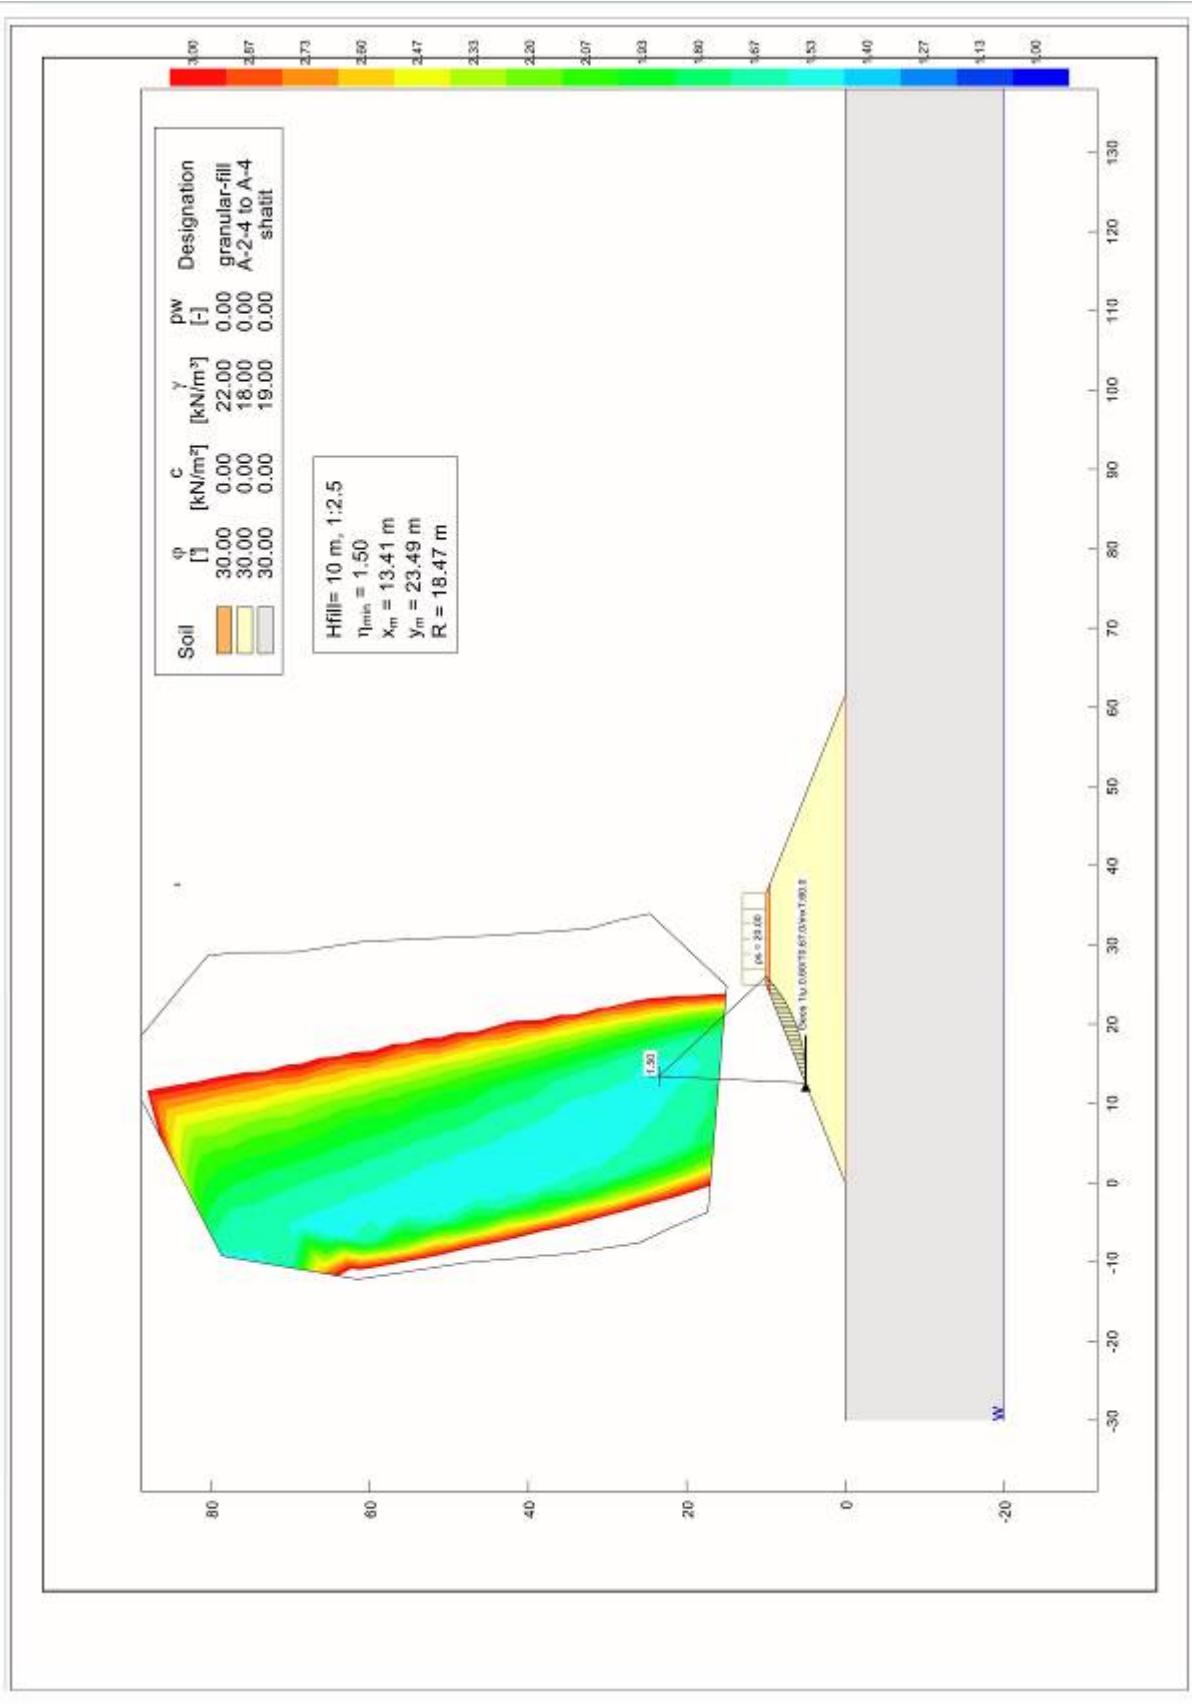 Soil φ c γ pw Designation
[°] [kN/m²] [kN/m³] [-]
30.00 0.00 22.00 0.00 granular-fill
30.00 0.00 18.00 0.00 A-2-4 to A-4
30.00 0.00 19.00 0.00 shatit
Hfill= 10 m, 1:2.5
ηmin = 1.50
xm = 13.41 m
ym = 23.49 m
R = 18.47 m
3.00
2.87
2.73
2.60
2.47
2.33
2.20
2.07
1.93
1.80
1.67
1.53
1.40
1.27
1.13
1.00
1.50
ps = 20.00
W
80
60
40
20
0
-20
-30 -20 -10 0 10 20 30 40 50 60 70 80 90 100 110 120 130